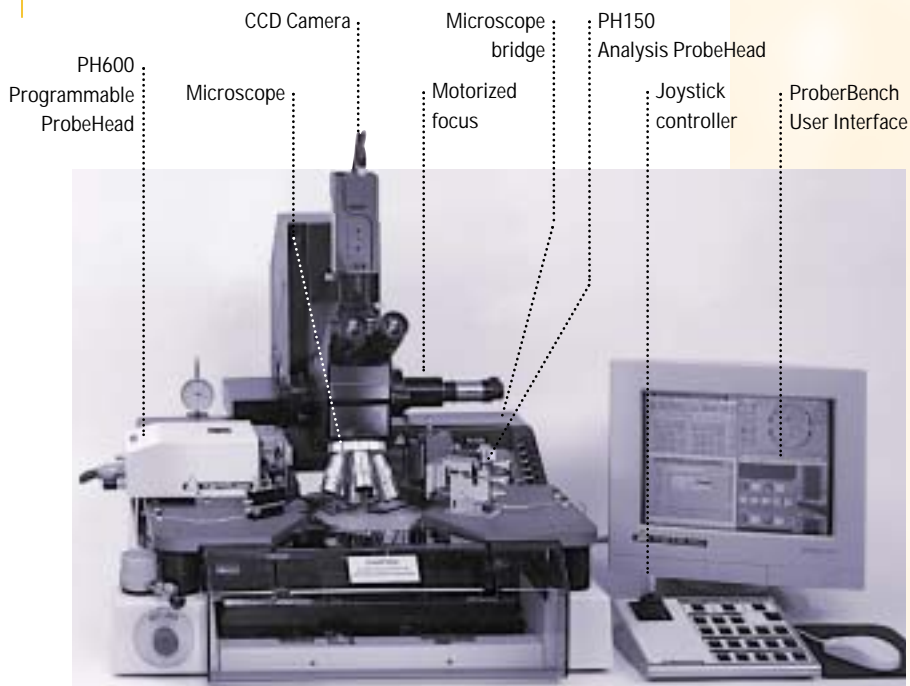 CCD Camera
Microscope
bridge
PH150
Analysis ProbeHead
PH600
Programmable
ProbeHead
Microscope
Motorized
focus
Joystick
controller
ProberBench
User Interface